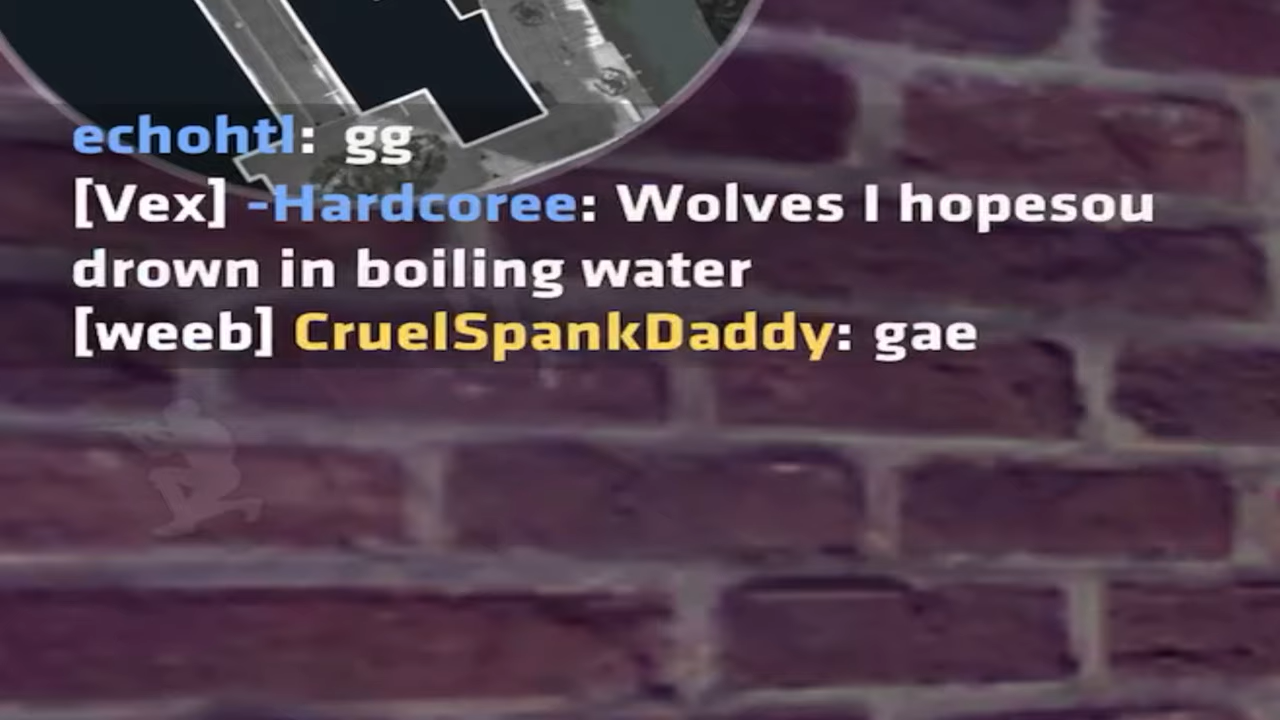 echohtl: gg
[Vex] -Hardcoree: Wolves I hopesou
drown in boiling water
[weeb] CruelSpankDaddy: gae